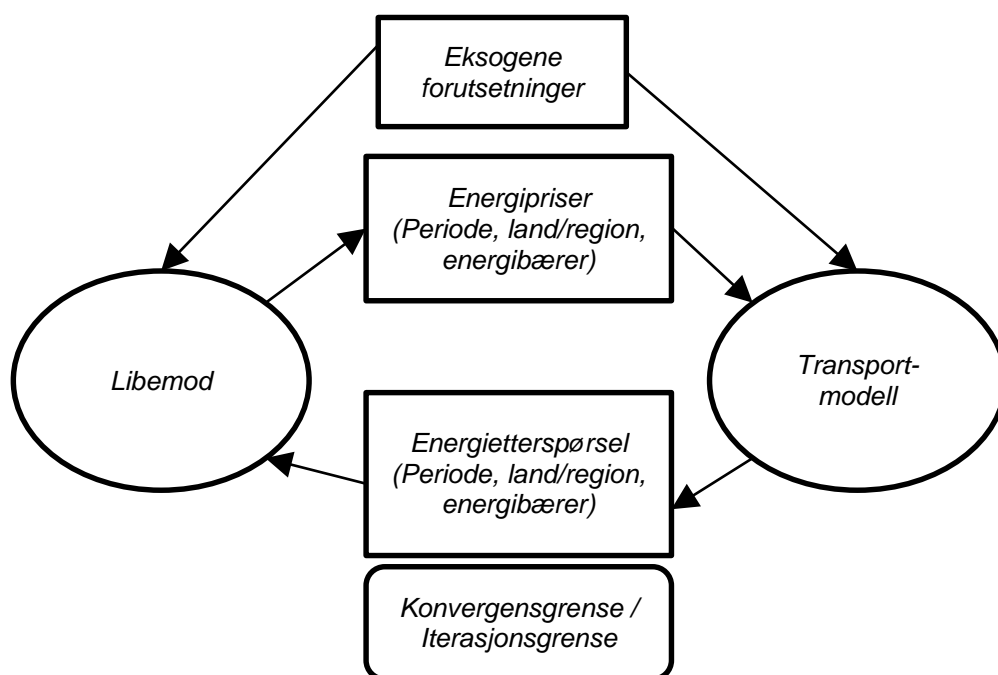 Eksogene
forutsetninger
Energipriser
(Periode, land/region,
energibærer)
Libemod
Transport-
modell
Energietterspørsel
(Periode, land/region,
energibærer)
Konvergensgrense /
Iterasjonsgrense